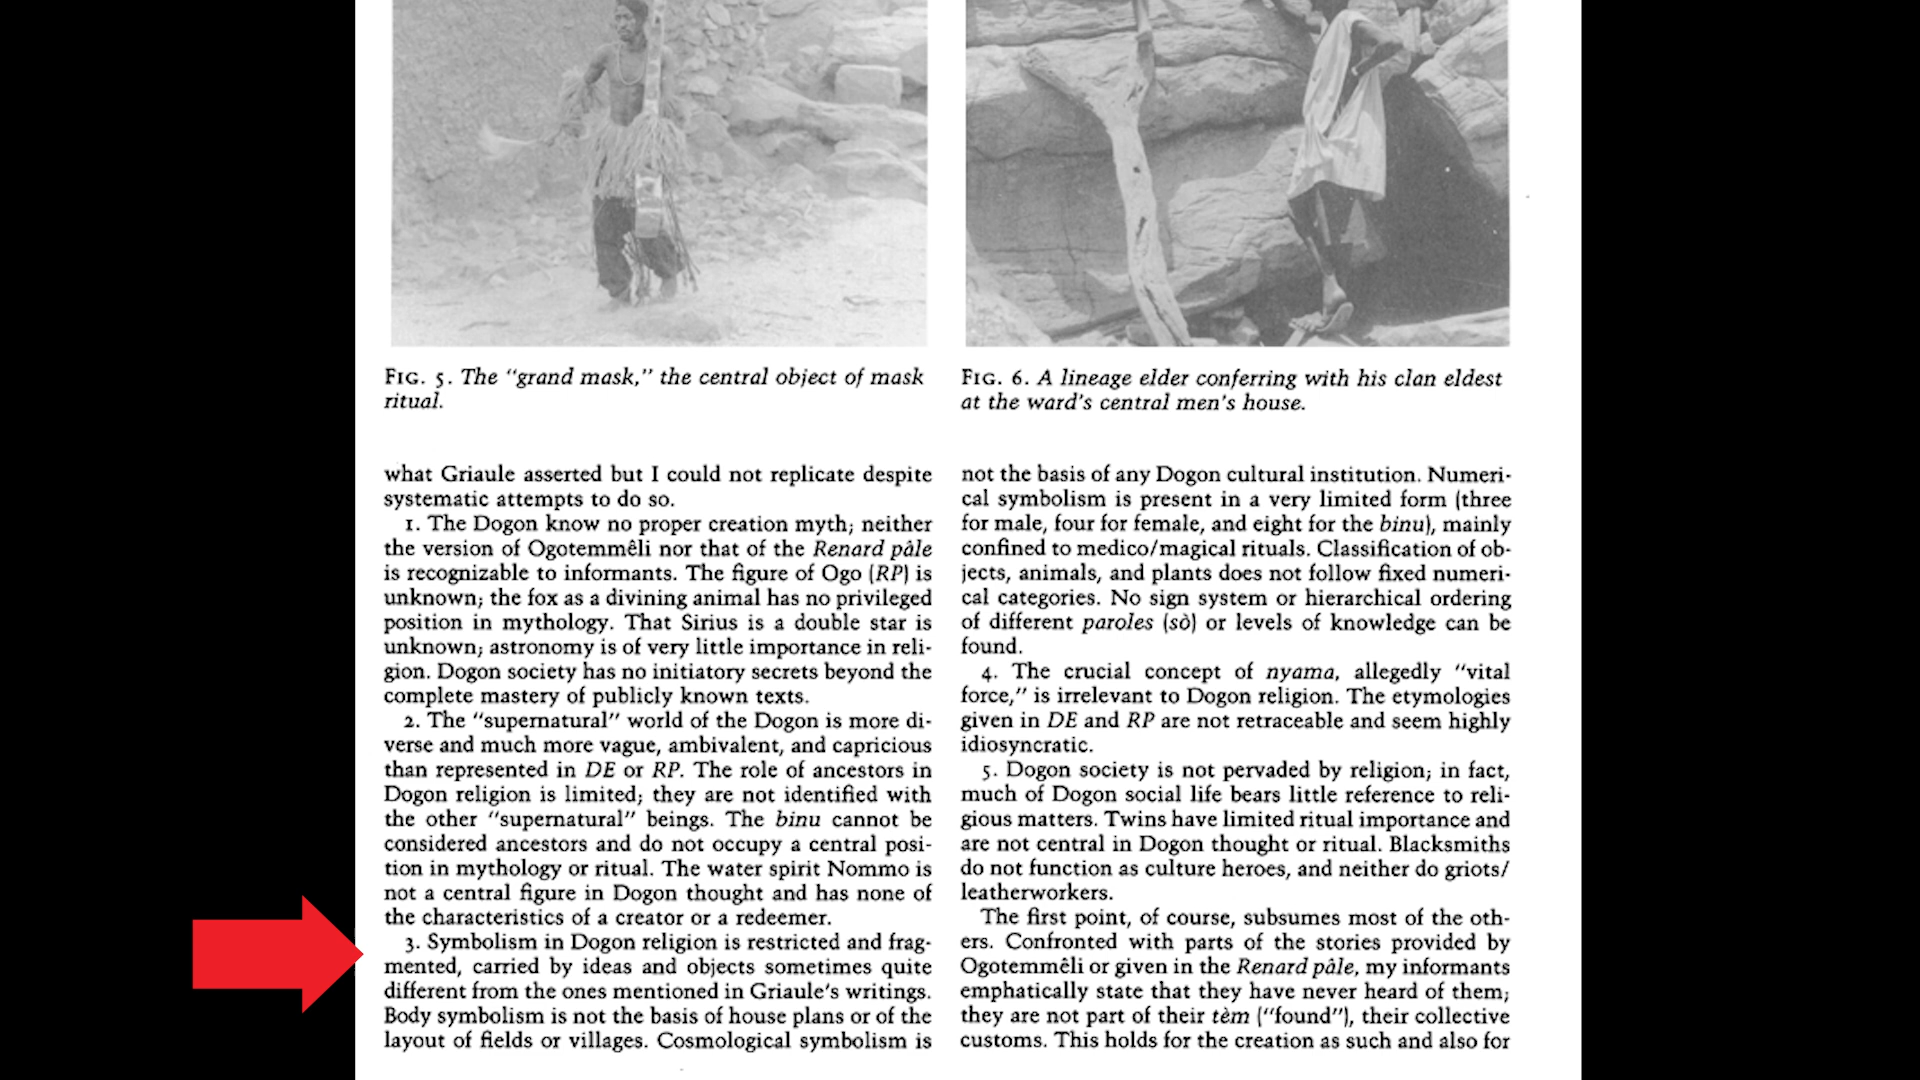 FIG. 5. The “grand mask,” the central object of mask
ritual.
FIG. 6. A lineage elder conferring with his clan eldest
at the ward's central men's house.
what Griaule asserted but I could not replicate despite
systematic attempts to do so.
1. The Dogon know no proper creation myth; neither
the version of Ogotemmêli nor that of the Renard pâle
is recognizable to informants. The figure of Ogo (RP) is
unknown; the fox as a divining animal has no privileged
position in mythology. That Sirius is a double star is
unknown; astronomy is of very little importance in reli-
gion. Dogon society has no initiatory secrets beyond the
complete mastery of publicly known texts.
2. The “supernatural” world of the Dogon is more di-
verse and much more vague, ambivalent, and capricious
than represented in DE or RP. The role of ancestors in
Dogon religion is limited; they are not identified with
the other “supernatural” beings. The binu cannot be
considered ancestors and do not occupy a central posi-
tion in mythology or ritual. The water spirit Nommo is
not a central figure in Dogon thought and has none of
the characteristics of a creator or a redeemer.
3. Symbolism in Dogon religion is restricted and frag-
mented, carried by ideas and objects sometimes quite
different from the ones mentioned in Griaule's writings.
Body symbolism is not the basis of house plans or of the
layout of fields or villages. Cosmological symbolism is
not the basis of any Dogon cultural institution. Numeri-
cal symbolism is present in a very limited form (three
for male, four for female, and eight for the binu), mainly
confined to medico/magical rituals. Classification of ob-
jects, animals, and plants does not follow fixed numeri-
cal categories. No sign system or hierarchical ordering
of different paroles (sò) or levels of knowledge can be
found.
4. The crucial concept of nyama, allegedly “vital
force,” is irrelevant to Dogon religion. The etymologies
given in DE and RP are not retraceable and seem highly
idiosyncratic.
5. Dogon society is not pervaded by religion; in fact,
much of Dogon social life bears little reference to reli-
gious matters. Twins have limited ritual importance and
are not central in Dogon thought or ritual. Blacksmiths
do not function as culture heroes, and neither do griots/
leatherworkers.
The first point, of course, subsumes most of the oth-
ers. Confronted with parts of the stories provided by
Ogotemmêli or given in the Renard pâle, my informants
emphatically state that they have never heard of them;
they are not part of their tèm (“found”), their collective
customs. This holds for the creation as such and also for